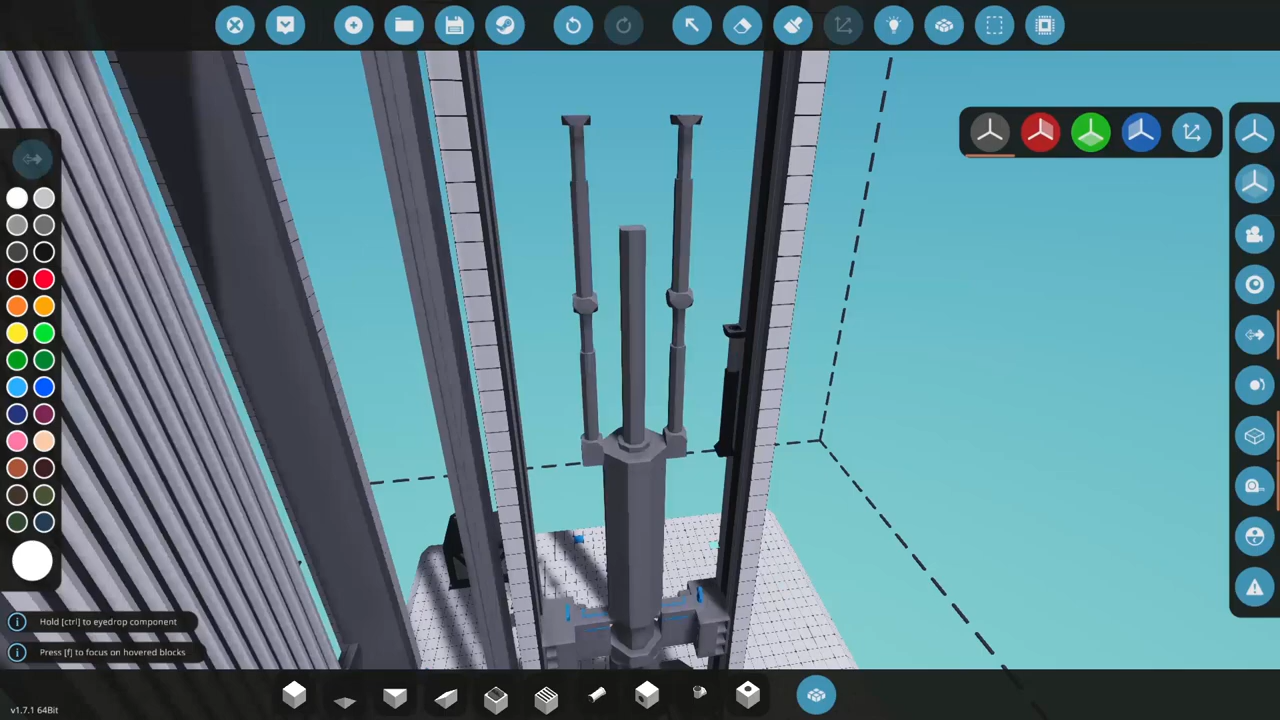 Hold [ctrl] to eyedrop component
Press [f] to focus on hovered blocks
v1.7.1 64Bit